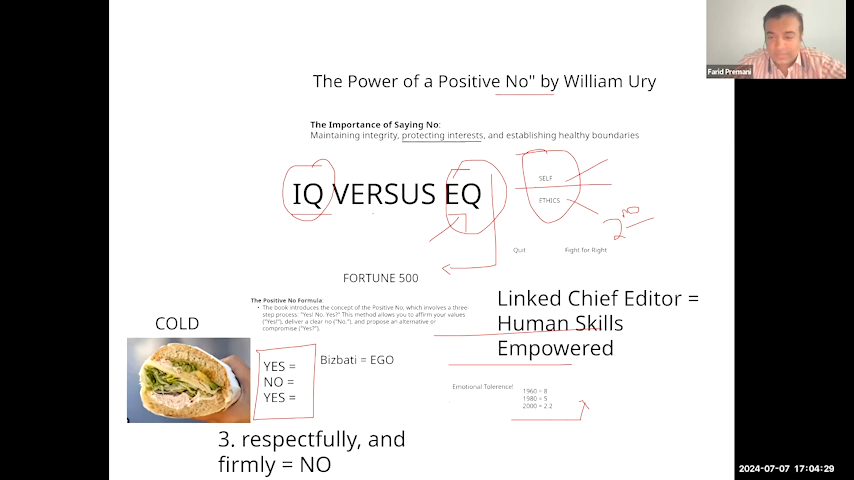 Farid Premani
The Power of a Positive No" by William Ury
The Importance of Saying No:
Maintaining integrity, protecting interests, and establishing healthy boundaries
IQ VERSUS EQ
SELF
ETHICS
2 NO
Quit
Fight for Right
FORTUNE 500
The Positive No Formula:
• The book introduces the concept of the Positive No, which involves a three-
step process: "Yes! No. Yes?" This method allows you to affirm your values
("Yes!"), deliver a clear no ("No."), and propose an alternative or
compromise ("Yes?").
Linked Chief Editor =
Human Skills
Empowered
COLD
YES =
NO =
YES =
Bizbati = EGO
Emotional Tolerence!
1960 = 8
1980 = 5
2000 = 2.2
3. respectfully, and
firmly = NO
2024-07-07 17:04:29